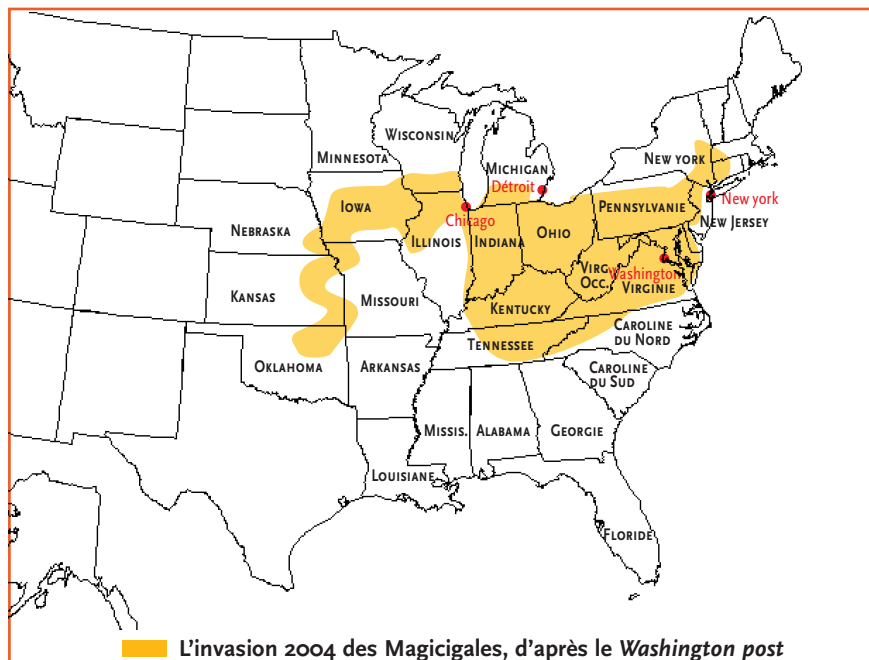 Wisconsin
Minnesota
Michigan
New york
Détroit
New york
Iowa
Pennsylvanie
Chicago
New Jersey
Nebraska
Illinois
Indiana
Ohio
Virg.
Occ.
Washington
Virginie
Kansas
Missouri
Kentucky
Caroline
du Nord
Tennessee
Oklahoma
Arkansas
Caroline
du Sud
Missis.
Alabama
Georgie
Louisiane
Floride
L'invasion 2004 des Magicigales, d'après le Washington post